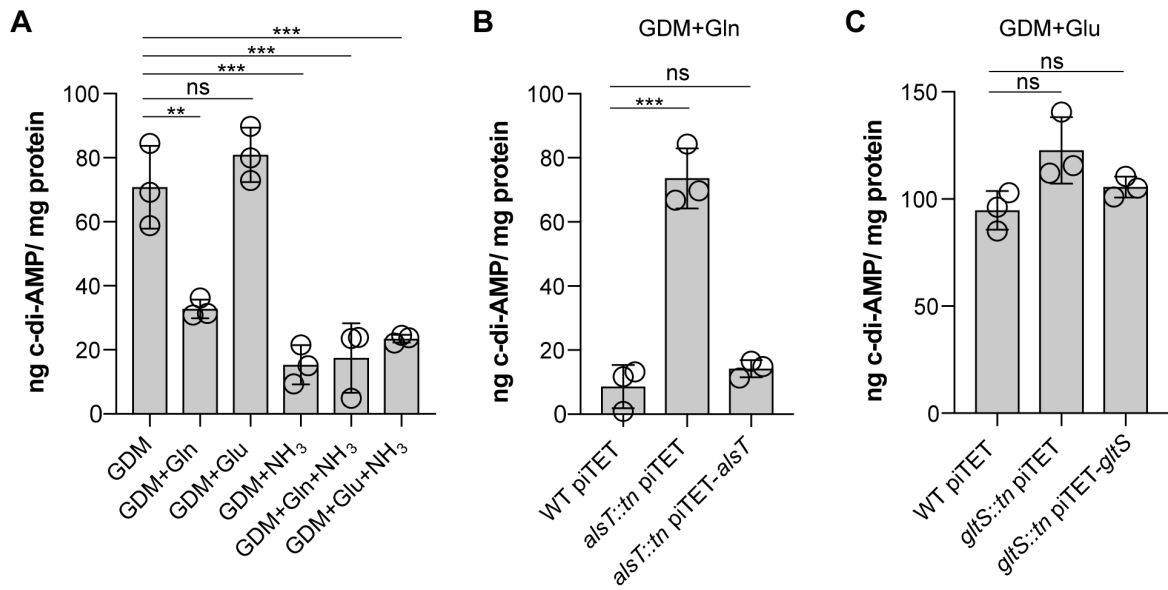 A
***
***
***
ns
**
ng c-di-AMP/ mg protein
100
80
60
40
20
0
GDM
GDM+Gln
GDM+Glu
GDM+NH3
GDM+Gln+NH3
GDM+Glu+NH3
B
GDM+Gln
ns
***
ng c-di-AMP/ mg protein
100
80
60
40
20
0
WT piTET
alsT::tn piTET
alsT::tn piTET-alsT
C
GDM+Glu
ns
ns
ng c-di-AMP/ mg protein
150
100
50
0
WT piTET
gltS::tn piTET
gltS::tn piTET-gltS